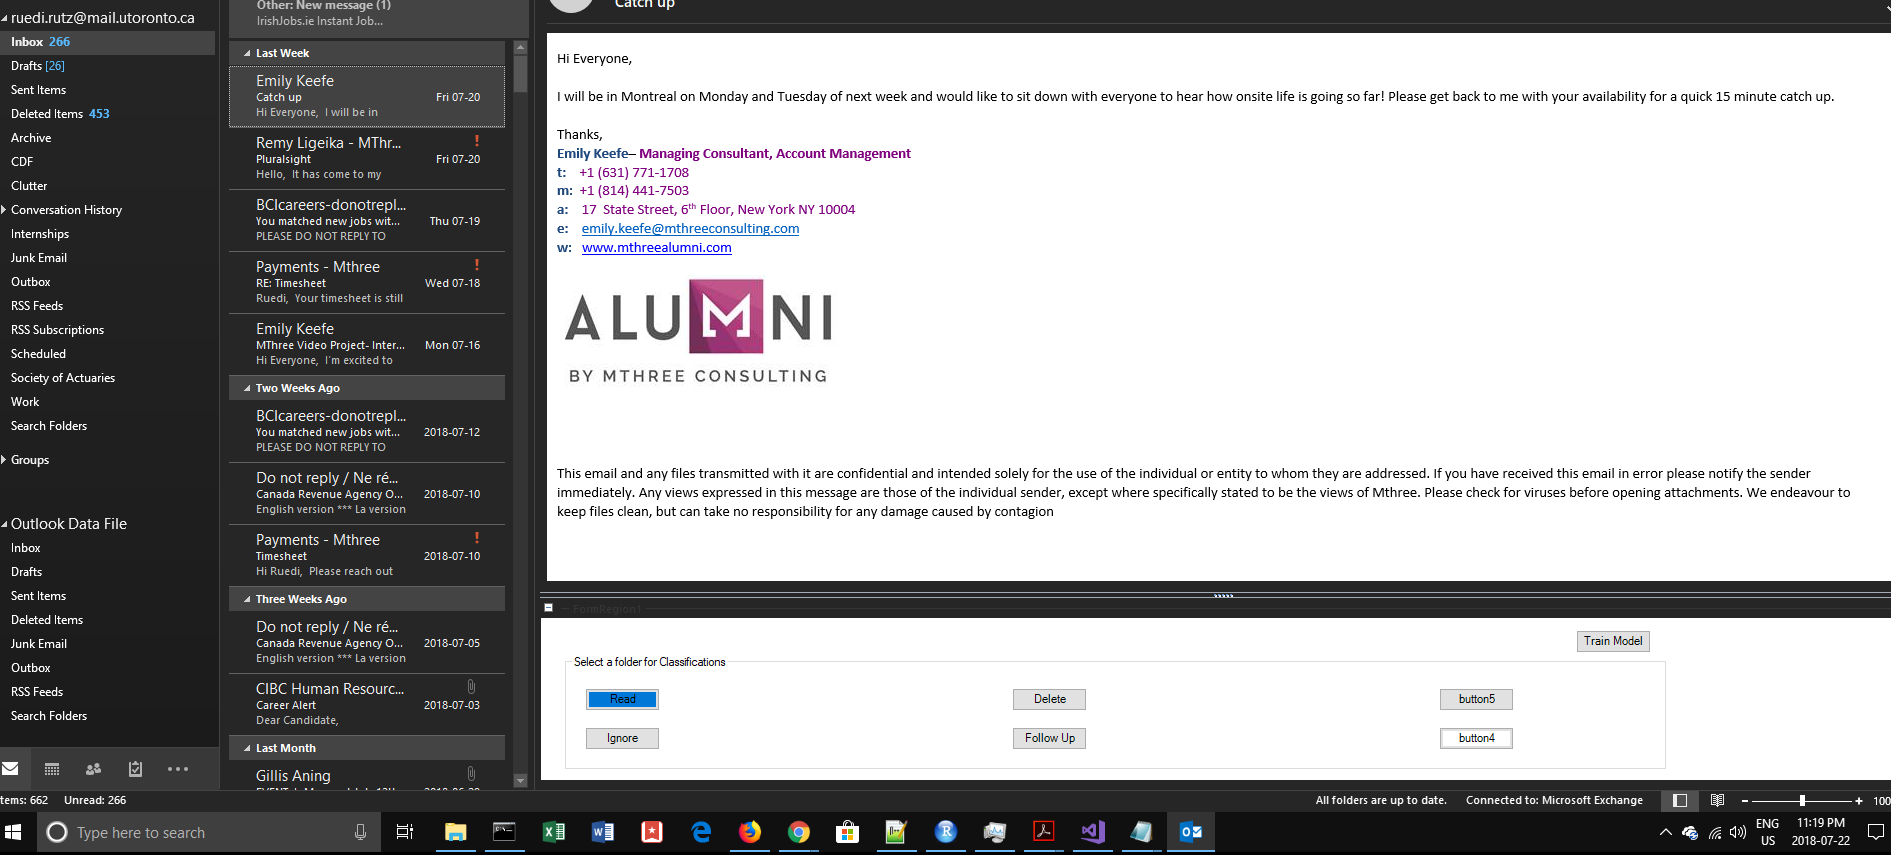 ruedi.rutz@mail.utoronto.ca
Inbox 266
Drafts [26]
Sent Items
Deleted Items 453
Archive
CDF
Clutter
Conversation History
Internships
Junk Email
Outbox
RSS Feeds
RSS Subscriptions
Scheduled
Society of Actuaries
Work
Search Folders
Groups
Outlook Data File
Inbox
Drafts
Sent Items
Deleted Items
Junk Email
Outbox
RSS Feeds
Search Folders
Other: New message (1)
IrishJobs.ie Instant Job...
Last Week
Emily Keefe
Catch up Fri 07-20
Hi Everyone, I will be in
Remy Ligeika - MThr... !
Pluralsight Fri 07-20
Hello, It has come to my
BCIcareers-donotrepl...
You matched new jobs wit... Thu 07-19
PLEASE DO NOT REPLY TO
Payments - Mthree !
RE: Timesheet Wed 07-18
Ruedi, Your timesheet is still
Emily Keefe
MThree Video Project- Inter... Mon 07-16
Hi Everyone, I'm excited to
Two Weeks Ago
BCIcareers-donotrepl...
You matched new jobs wit... 2018-07-12
PLEASE DO NOT REPLY TO
Do not reply / Ne ré...
Canada Revenue Agency O... 2018-07-10
English version *** La version
Payments - Mthree !
Timesheet 2018-07-10
Hi Ruedi, Please reach out
Three Weeks Ago
Do not reply / Ne ré...
Canada Revenue Agency O... 2018-07-05
English version *** La version
CIBC Human Resourc...
Career Alert 2018-07-03
Dear Candidate,
Last Month
Gillis Aning
Catch up
Hi Everyone,
I will be in Montreal on Monday and Tuesday of next week and would like to sit down with everyone to hear how onsite life is going so far! Please get back to me with your availability for a quick 15 minute catch up.
Thanks,
Emily Keefe– Managing Consultant, Account Management
t: +1 (631) 771-1708
m: +1 (814) 441-7503
a: 17 State Street, 6th Floor, New York NY 10004
e: emily.keefe@mthreeconsulting.com
w: www.mthreealumni.com
ALUMNI
BY MTHREE CONSULTING
This email and any files transmitted with it are confidential and intended solely for the use of the individual or entity to whom they are addressed. If you have received this email in error please notify the sender
immediately. Any views expressed in this message are those of the individual sender, except where specifically stated to be the views of Mthree. Please check for viruses before opening attachments. We endeavour to
keep files clean, but can take no responsibility for any damage caused by contagion
FormRegion1
Train Model
Select a folder for Classifications
Read Delete button5
Ignore Follow Up button4
tems: 662 Unread: 266 All folders are up to date. Connected to: Microsoft Exchange 100
Type here to search
ENG 11:19 PM
US 2018-07-22